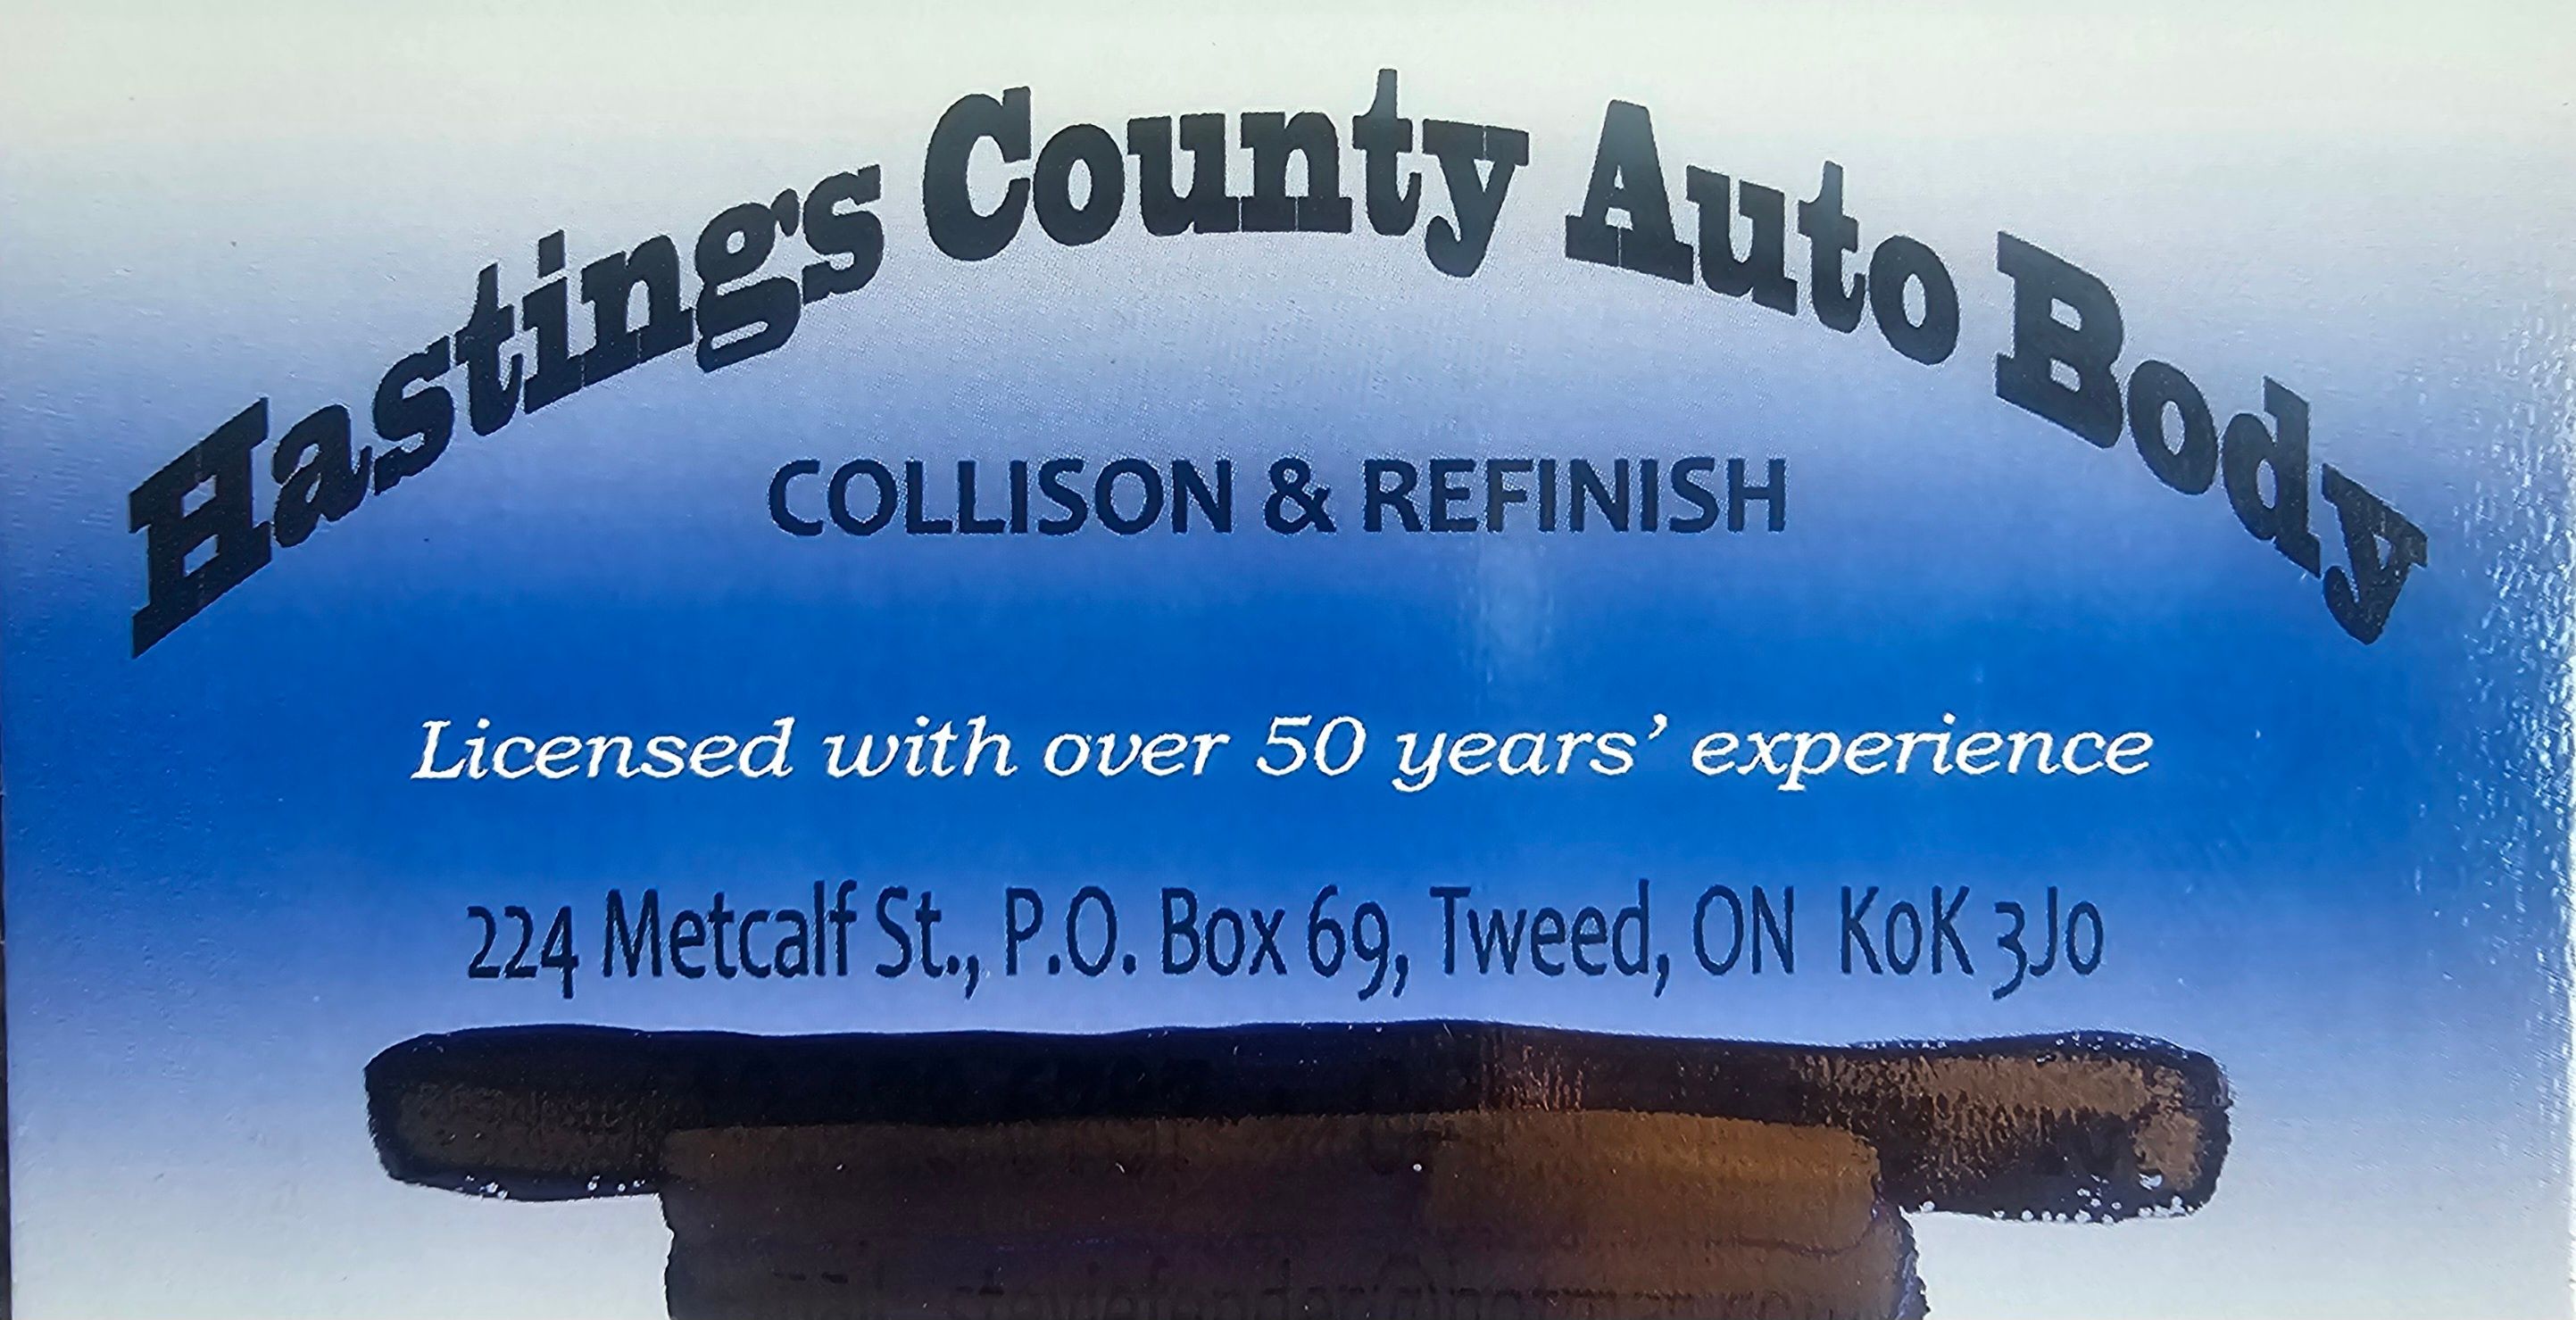 Hastings County Auto Body
COLLISON & REFINISH
Licensed with over 50 years’ experience
224 Metcalf St., P.O. Box 69, Tweed, ON K0K 3J0